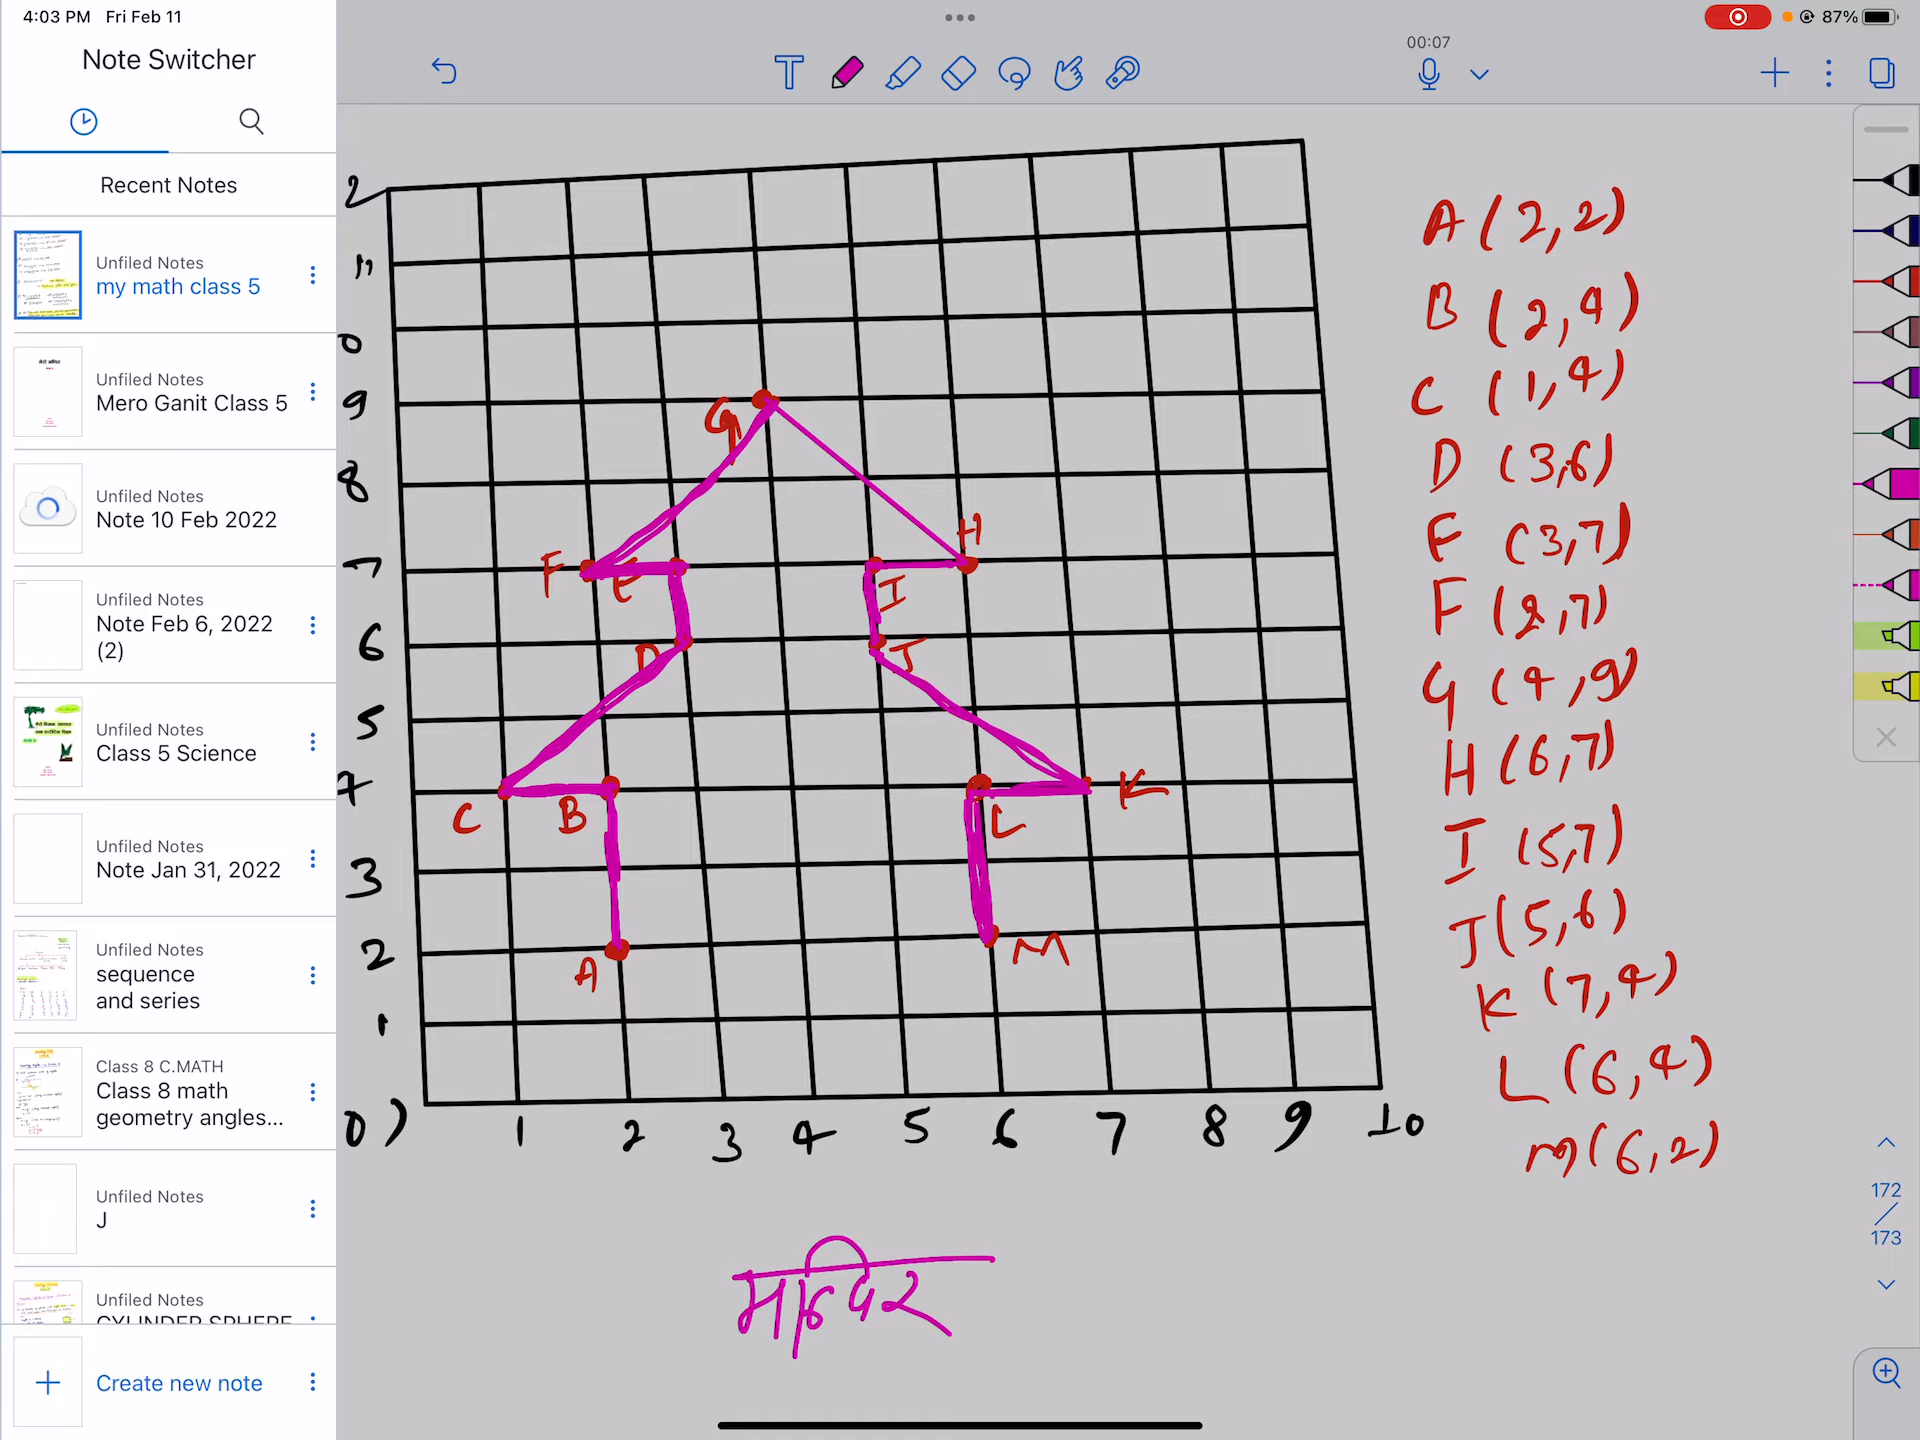 4:03 PM Fri Feb 11
87%
Note Switcher
Recent Notes
Unfiled Notes
my math class 5
Unfiled Notes
Mero Ganit Class 5
Unfiled Notes
Note 10 Feb 2022
Unfiled Notes
Note Feb 6, 2022
(2)
Unfiled Notes
Class 5 Science
Unfiled Notes
Note Jan 31, 2022
Unfiled Notes
sequence
and series
Class 8 C.MATH
Class 8 math
geometry angles...
Unfiled Notes
J
Unfiled Notes
CYLINDER SPHERE
Create new note
T
00:07
2
11
0
9
8
7
6
5
4
3
2
1
0) 1 2 3 4 5 6 7 8 9 10
G
H
F E I
D J
C B L K
A M
A (2,2)
B (2,4)
C (1,4)
D (3,6)
E (3,7)
F (2,7)
G (4,9)
H (6,7)
I (5,7)
J (5,6)
K (7,4)
L (6,4)
M (6,2)
172
/
173